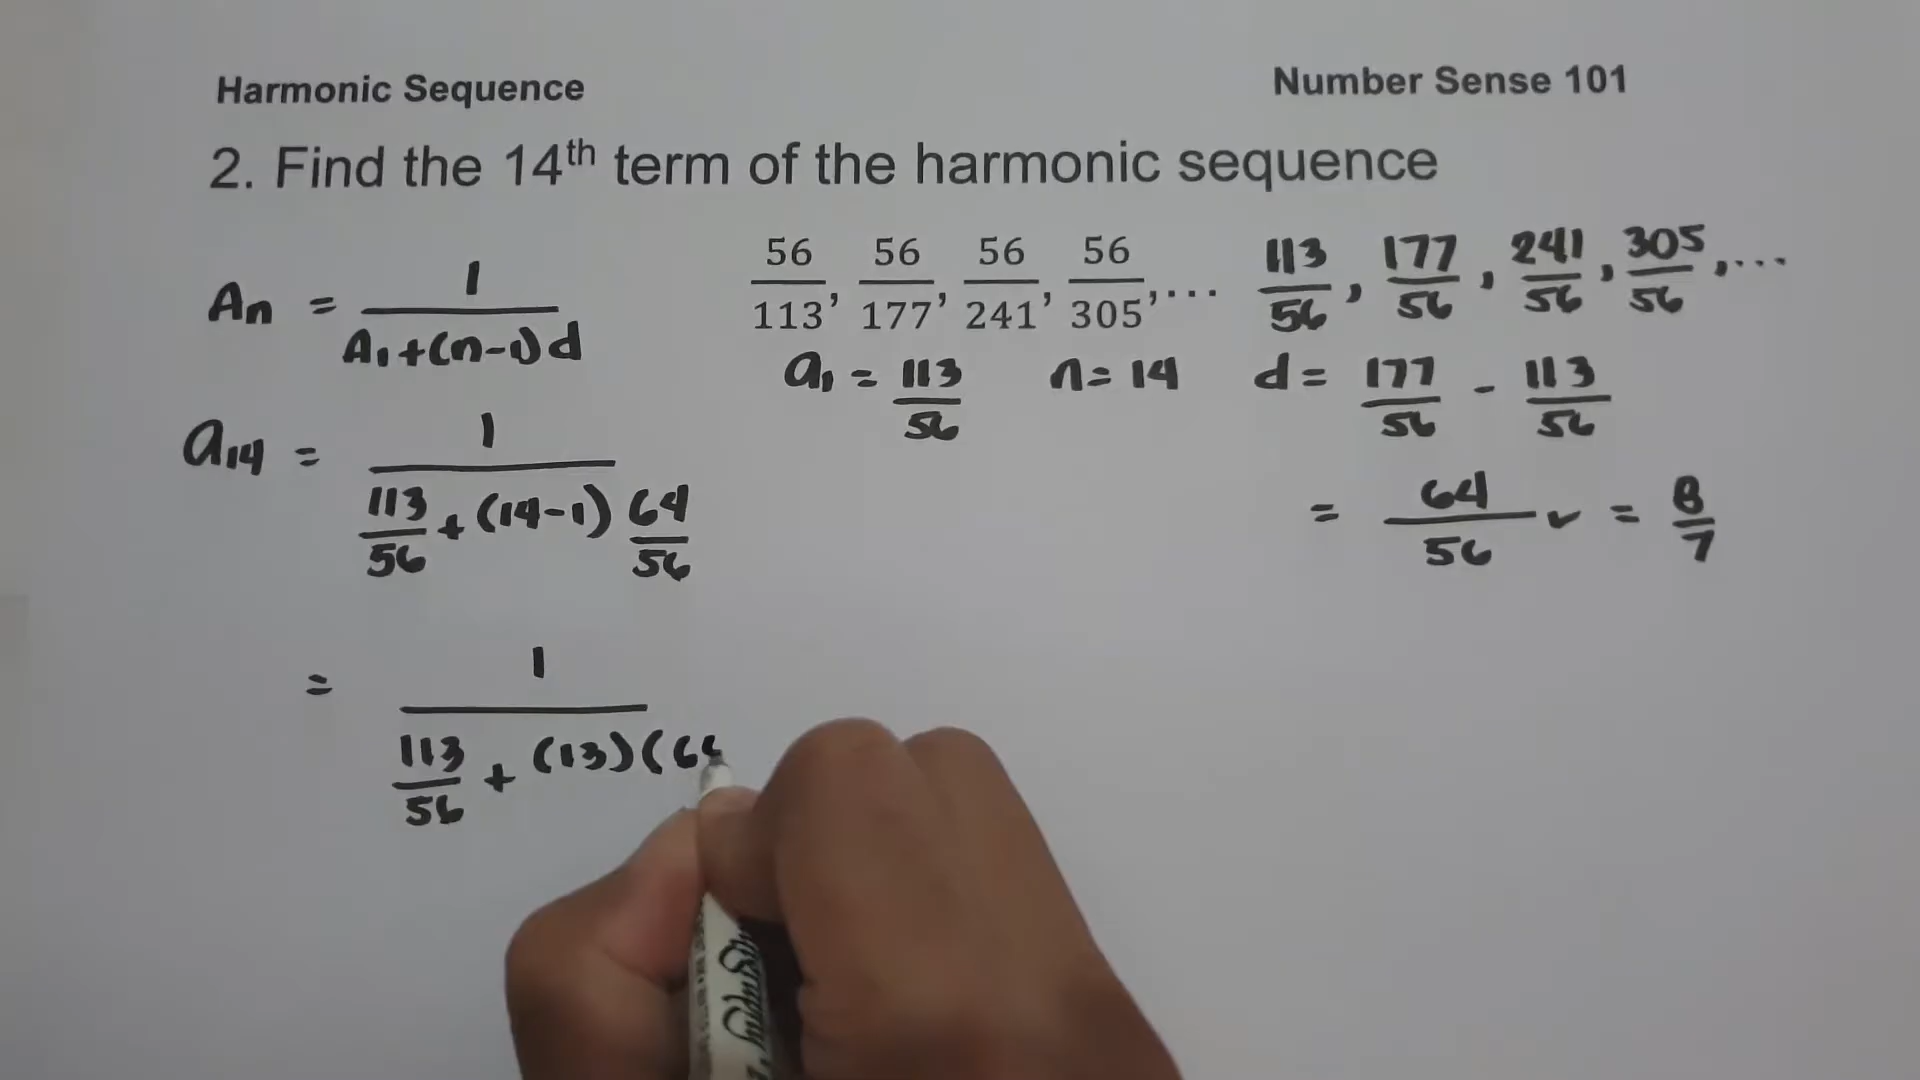 Harmonic Sequence Number Sense 101
2. Find the 14th term of the harmonic sequence
An = 1/(A1+(n-1)d) 56/113, 56/177, 56/241, 56/305, ... 113/56, 177/56, 241/56, 305/56, ...
a1 = 113/56 n = 14 d = 177/56 - 113/56
a14 = 1/(113/56 + (14-1) 64/56) = 64/56 ✓ = 8/7
= 1/(113/56 + (13)(64